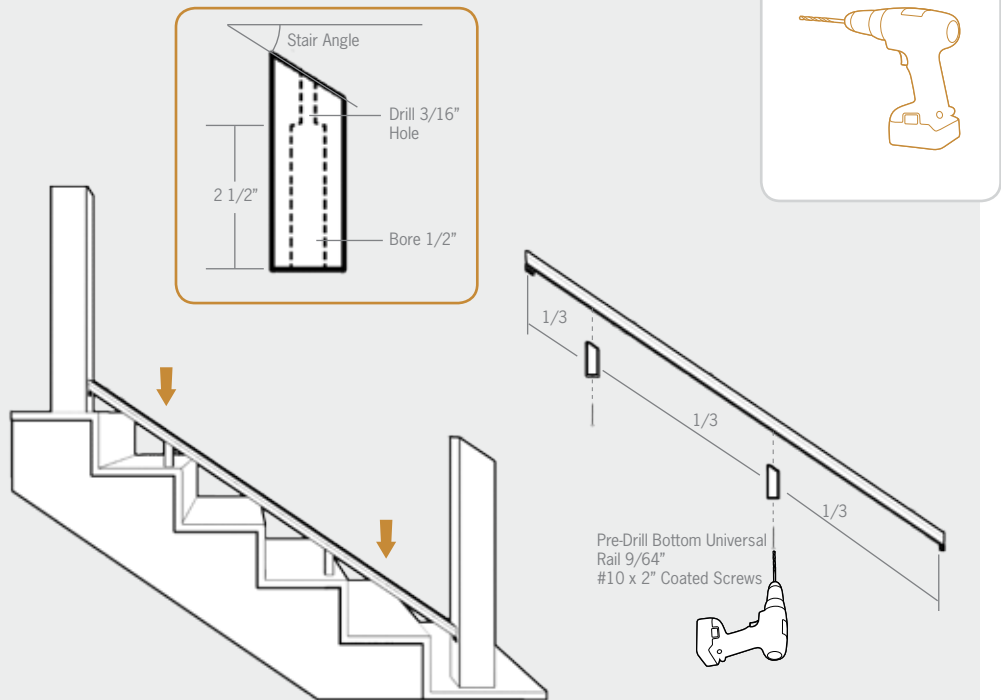 Stair Angle
Drill 3/16”
Hole
2 1/2”
Bore 1/2”
1/3
1/3
1/3
Pre-Drill Bottom Universal
Rail 9/64”
#10 x 2” Coated Screws